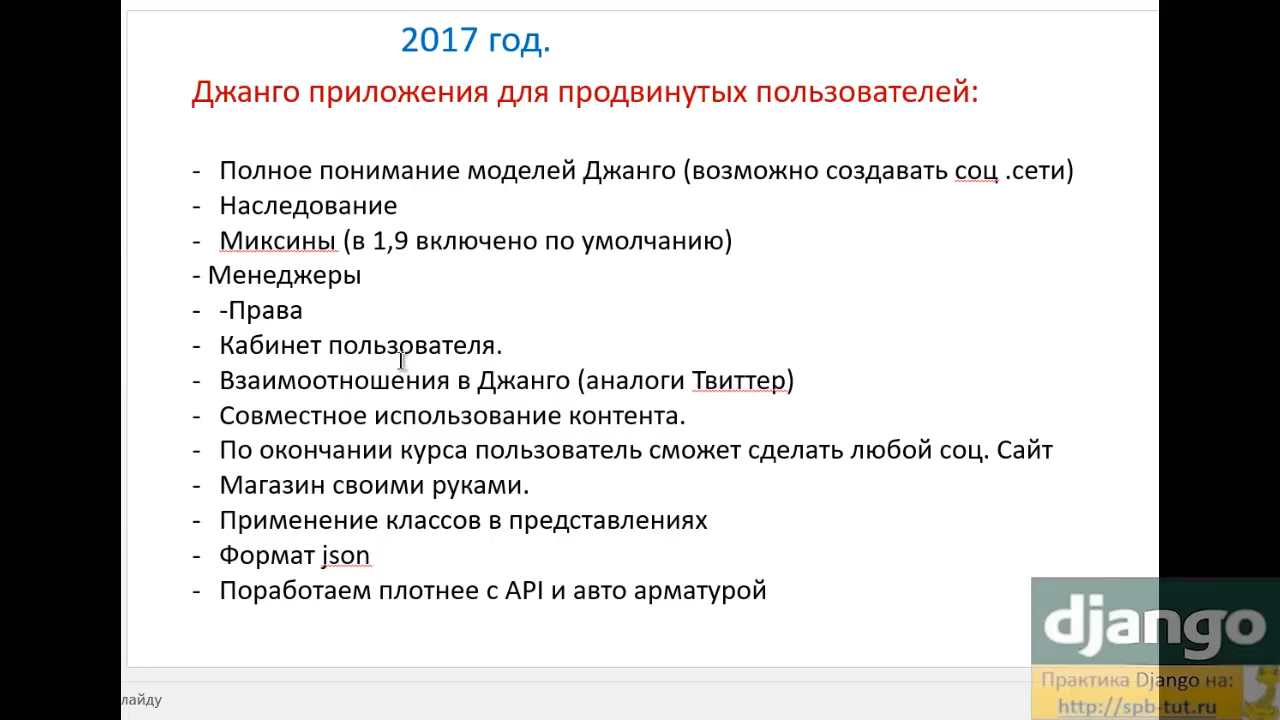 2017 год.
Джанго приложения для продвинутых пользователей:
- Полное понимание моделей Джанго (возможно создавать соц .сети)
- Наследование
- Миксины (в 1,9 включено по умолчанию)
- Менеджеры
- -Права
- Кабинет пользователя.
- Взаимоотношения в Джанго (аналоги Твиттер)
- Совместное использование контента.
- По окончании курса пользователь сможет сделать любой соц. Сайт
- Магазин своими руками.
- Применение классов в представлениях
- Формат json
- Поработаем плотнее с API и авто арматурой
django
Практика Django на:
http://spb-tut.ru
лайду